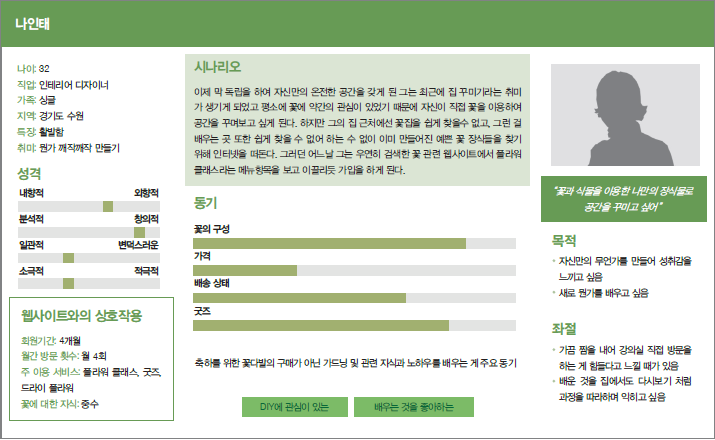 나인태
나이: 32
직업: 인테리어 디자이너
가족: 싱글
지역: 경기도 수원
특징: 활발함
취미: 뭔가 깨작깨작 만들기
성격
내향적 외향적
분석적 창의적
일관적 변덕스러운
소극적 적극적
웹사이트와의 상호작용
회원기간: 4개월
월간 방문 횟수: 월 4회
주 이용 서비스: 플라워 클래스, 굿즈,
드라이 플라워
꽃에 대한 지식: 중수
시나리오
이제 막 독립을 하여 자신만의 온전한 공간을 갖게 된 그는 최근에 집 꾸미기라는 취미
가 생기게 되었고 평소에 꽃에 약간의 관심이 있었기 때문에 자신이 직접 꽃을 이용하여
공간을 꾸며보고 싶게 된다. 하지만 그의 집 근처에선 꽃집을 쉽게 찾을수 없고, 그런 걸
배우는 곳 또한 쉽게 찾을 수 없어 하는 수 없이 이미 만들어진 예쁜 꽃 장식들을 찾기
위해 인터넷을 떠돈다. 그러던 어느날 그는 우연히 검색한 꽃 관련 웹사이트에서 플라워
클래스라는 메뉴항목을 보고 이끌리듯 가입을 하게 된다.
동기
꽃의 구성
가격
배송 상태
굿즈
축하를 위한 꽃다발의 구매가 아닌 가드닝 및 관련 지식과 노하우를 배우는 게 주요 동기
DIY에 관심이 있는 배우는 것을 좋아하는
"꽃과 식물을 이용한 나만의 장식물로
공간을 꾸미고 싶어"
목적
• 자신만의 무언가를 만들어 성취감을
느끼고 싶음
• 새로 뭔가를 배우고 싶음
좌절
• 가끔 짬을 내어 강의실 직접 방문을
하는 게 힘들다고 느낄 때가 있음
• 배운 것을 집에서도 다시보기 처럼
과정을 따라하며 익히고 싶음